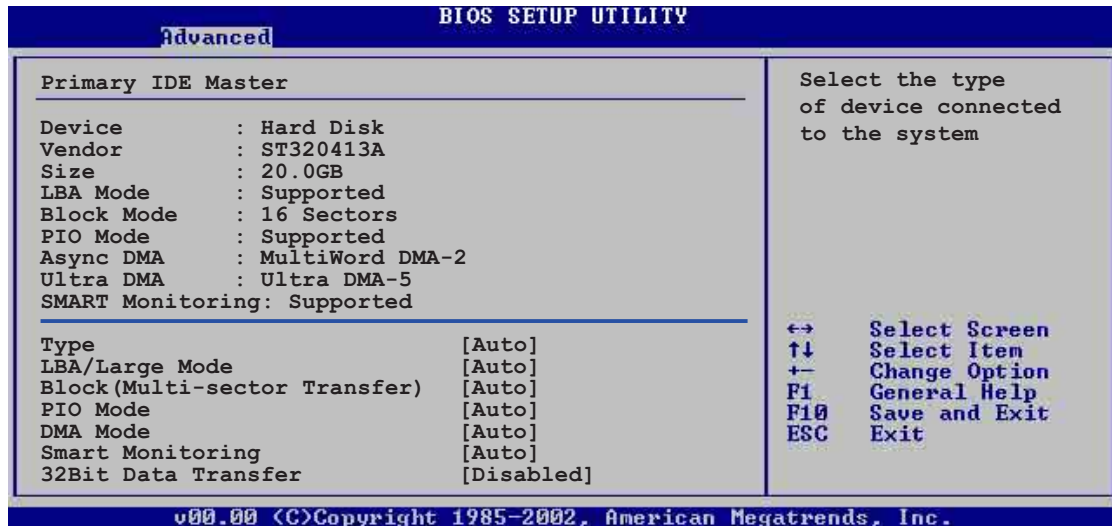 BIOS SETUP UTILITY
Advanced
Primary IDE Master
Device : Hard Disk
Vendor : ST320413A
Size : 20.0GB
LBA Mode : Supported
Block Mode : 16 Sectors
PIO Mode : Supported
Async DMA : MultiWord DMA-2
Ultra DMA : Ultra DMA-5
SMART Monitoring: Supported
Type [Auto]
LBA/Large Mode [Auto]
Block(Multi-sector Transfer) [Auto]
PIO Mode [Auto]
DMA Mode [Auto]
Smart Monitoring [Auto]
32Bit Data Transfer [Disabled]
Select the type
of device connected
to the system
←→ Select Screen
↑↓ Select Item
+- Change Option
F1 General Help
F10 Save and Exit
ESC Exit
v00.00 (C)Copyright 1985-2002, American Megatrends, Inc.